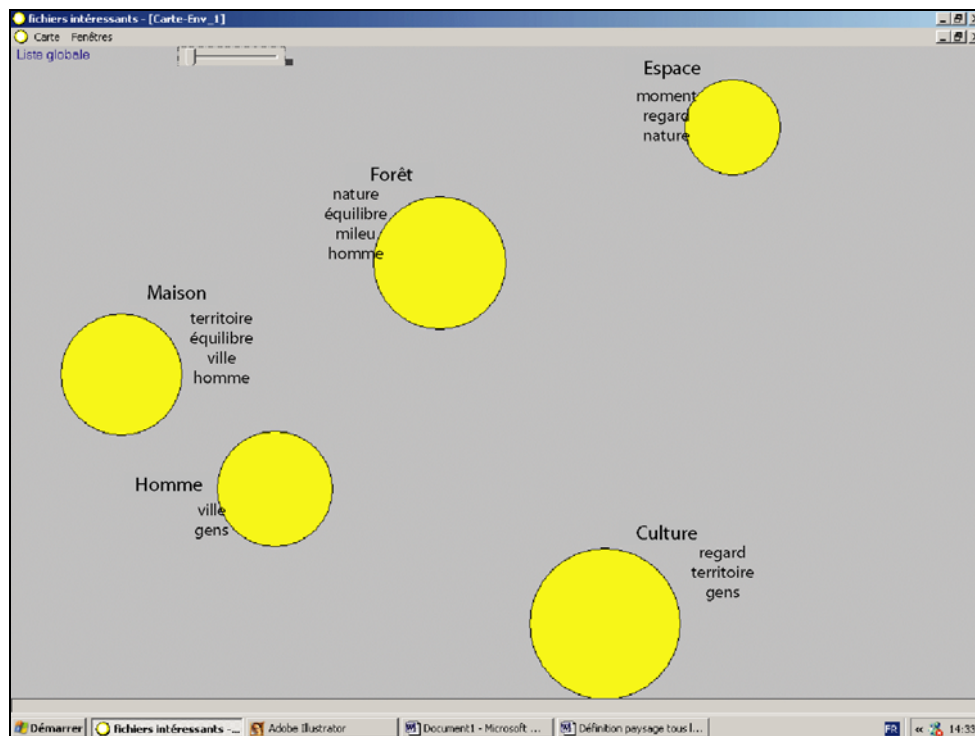 fichiers intéressants - [Carte-Env_1]
Carte Fenêtres
Liste globale
Espace
moment
regard
nature
Forêt
nature
équilibre
mileu
homme
Maison
territoire
équilibre
ville
homme
Homme
ville
gens
Culture
regard
territoire
gens
Démarrer fichiers intéressants -... Adobe Illustrator Document1 - Microsoft ... Définition paysage tous l... FR « 14:33